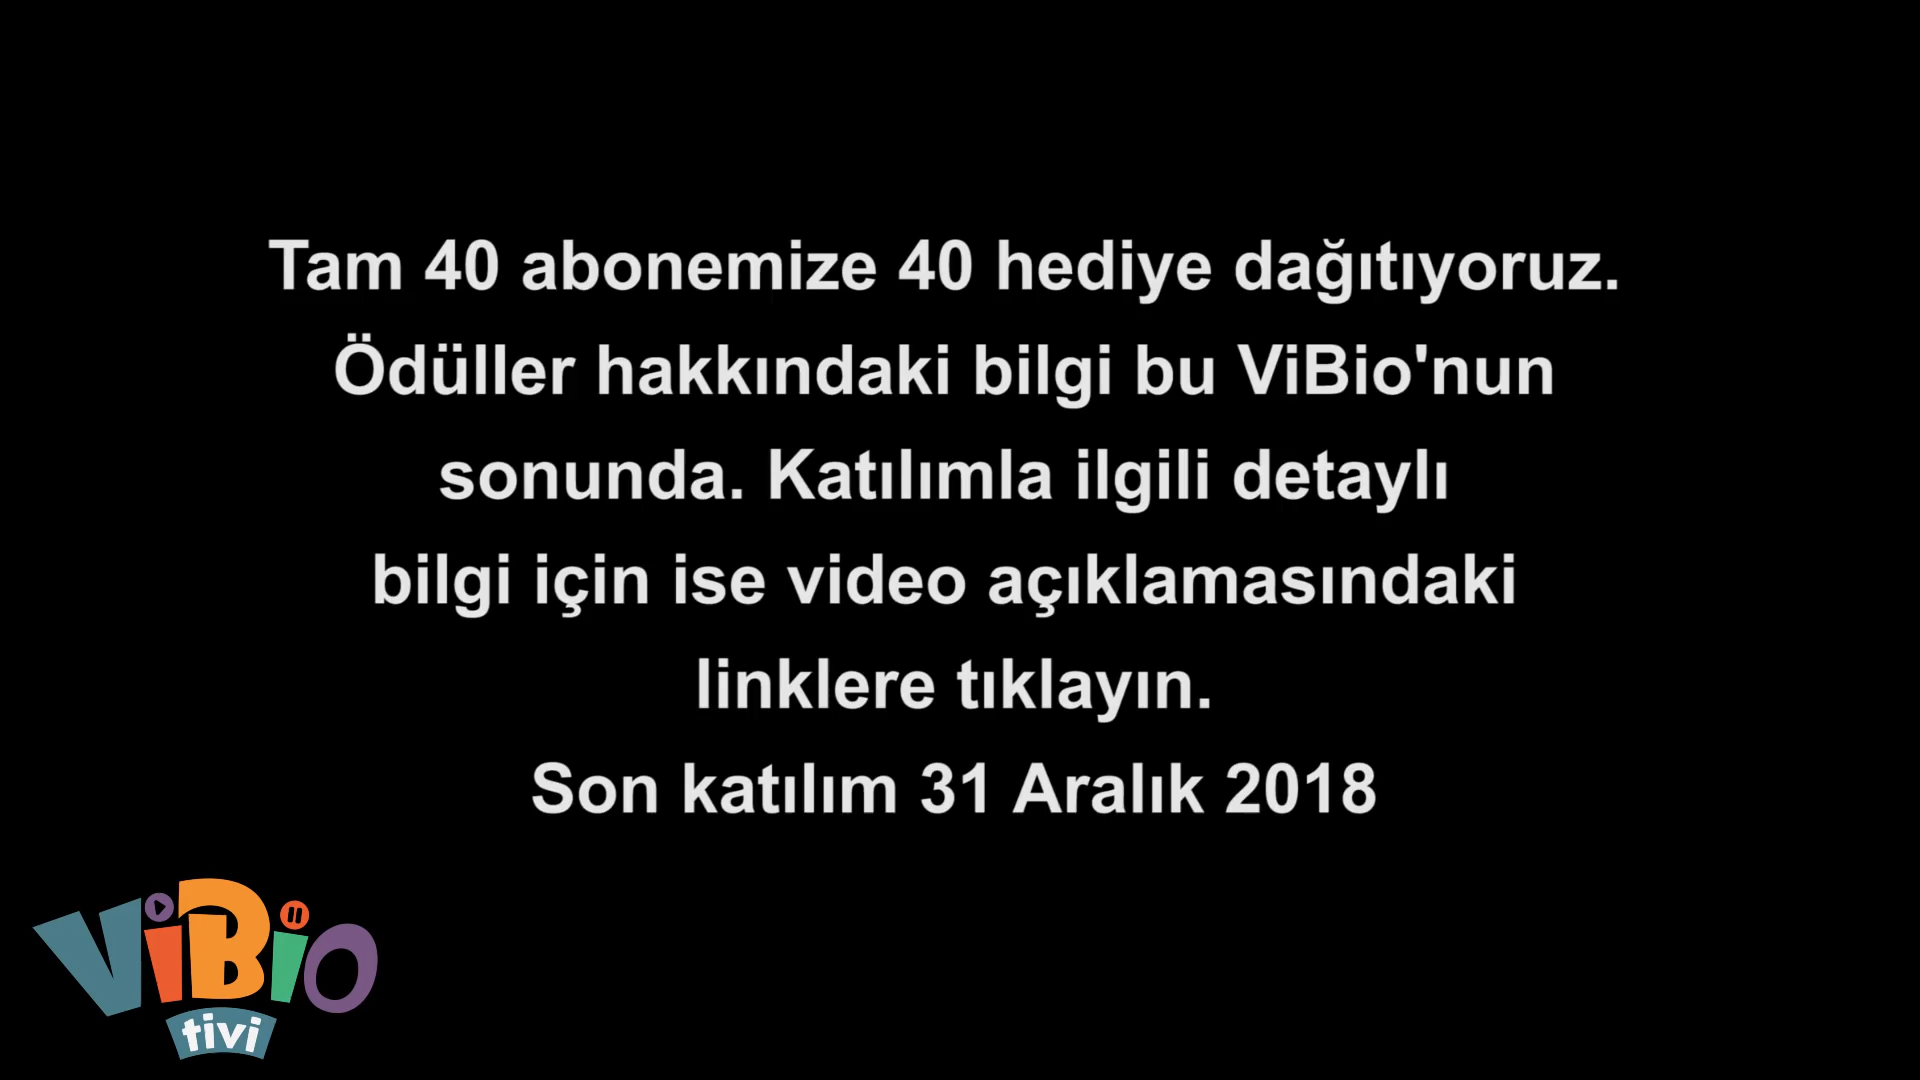 Tam 40 abonemize 40 hediye dağıtıyoruz.
Ödüller hakkındaki bilgi bu ViBio'nun
sonunda. Katılımla ilgili detaylı
bilgi için ise video açıklamasındaki
linklere tıklayın.
Son katılım 31 Aralık 2018
ViBio
tivi